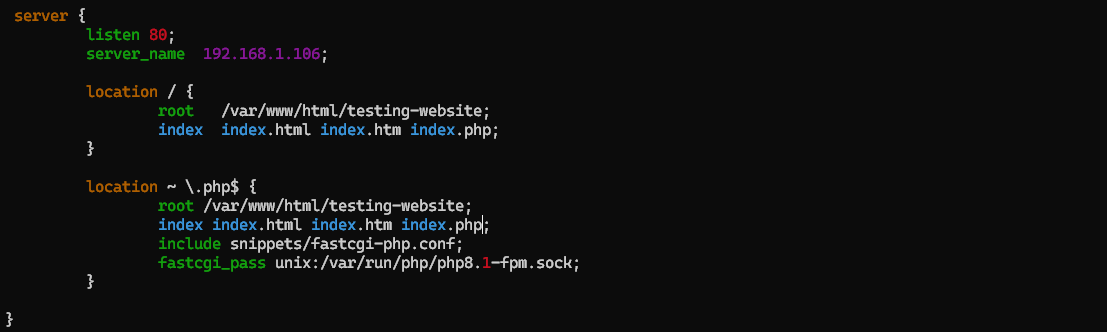 server {
listen 80;
server_name  192.168.1.106;
location / {
root   /var/www/html/testing-website;
index  index.html index.htm index.php;
}
location ~ \.php$ {
root /var/www/html/testing-website;
index index.html index.htm index.php;
include snippets/fastcgi-php.conf;
fastcgi_pass unix:/var/run/php/php8.1-fpm.sock;
}
}